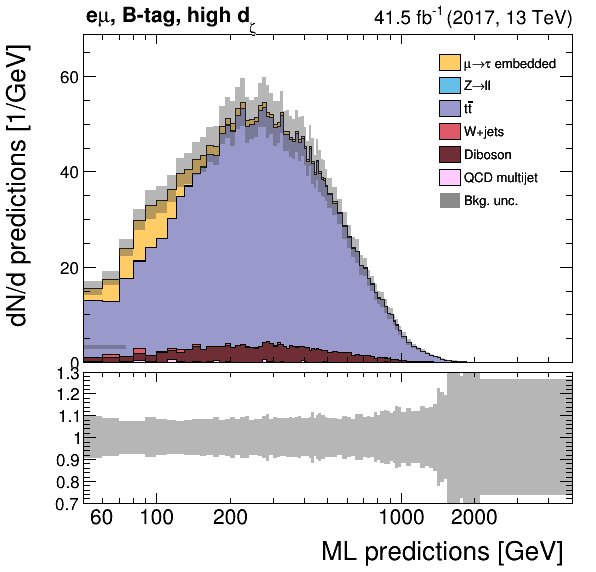 eμ, B-tag, high dζ
41.5 fb⁻¹ (2017, 13 TeV)
dN/d predictions [1/GeV]
60
40
20
0
μ→τ embedded
Z→ll
tt̄
W+jets
Diboson
QCD multijet
Bkg. unc.
1.3
1.2
1.1
1
0.9
0.8
0.7
60 100 200 1000 2000
ML predictions [GeV]